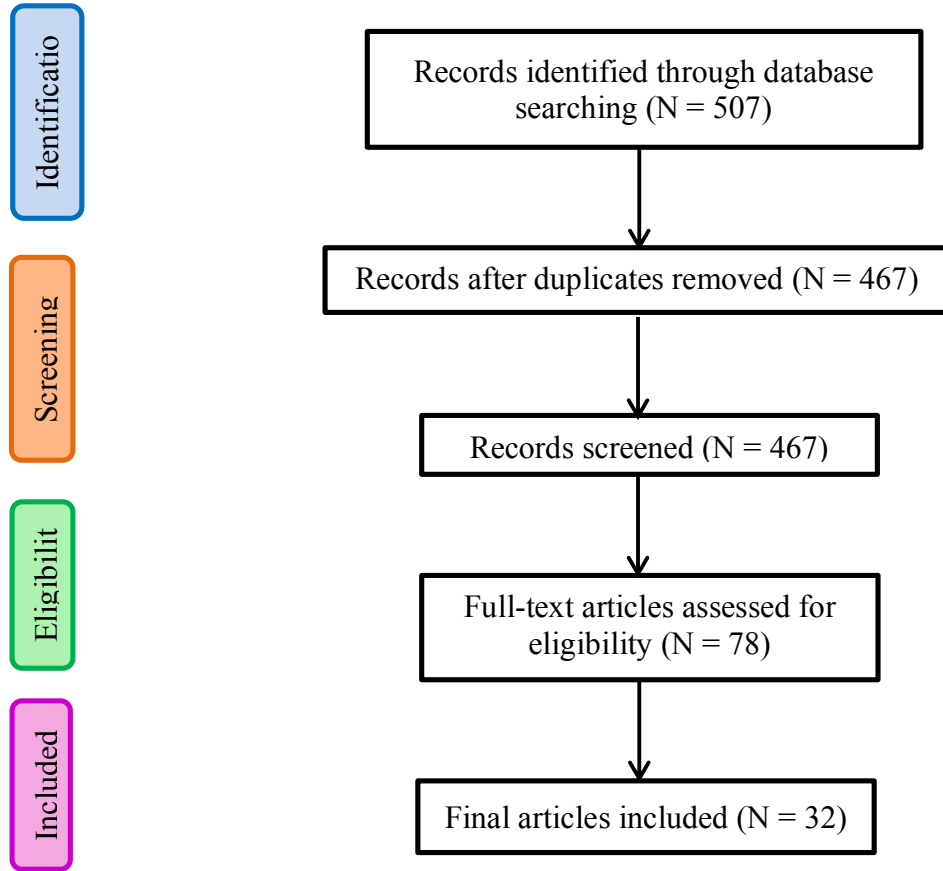 Identificatio
Records identified through database
searching (N = 507)
Screening
Records after duplicates removed (N = 467)
Records screened (N = 467)
Eligibilit
Full-text articles assessed for
eligibility (N = 78)
Included
Final articles included (N = 32)